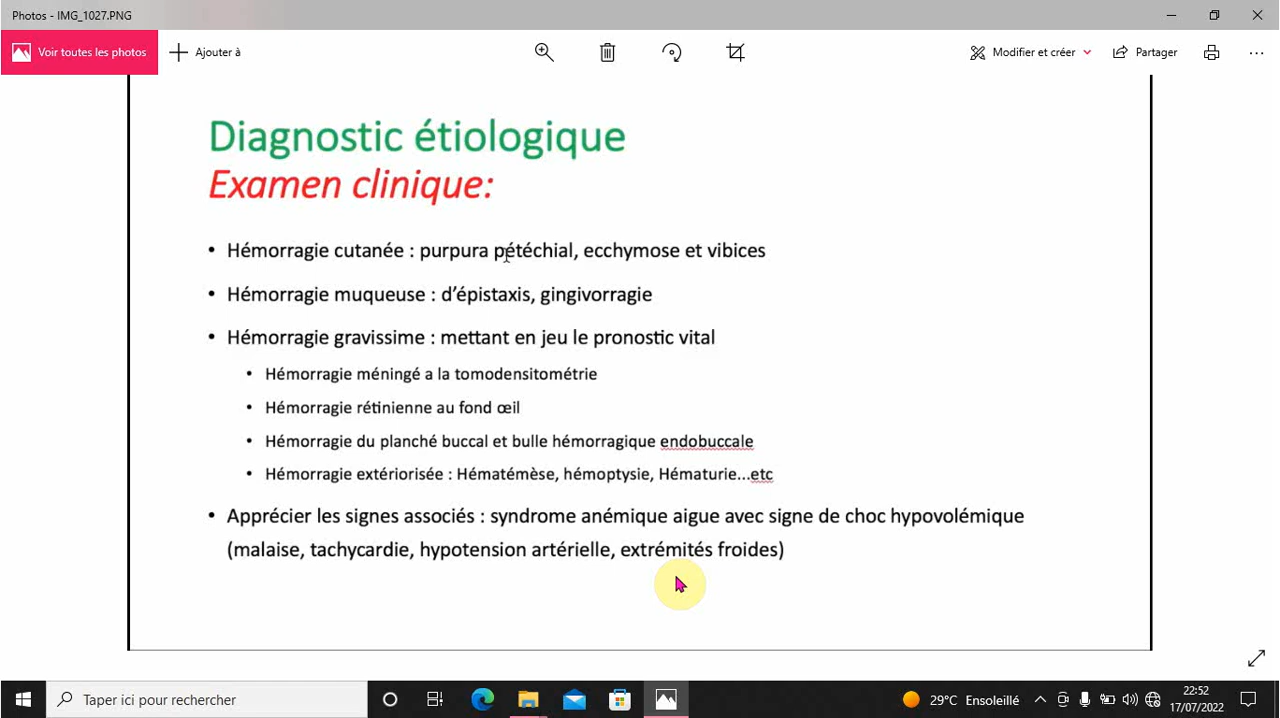 Photos - IMG_1027.PNG
Voir toutes les photos
Ajouter à
Modifier et créer
Partager
Diagnostic étiologique
Examen clinique:
• Hémorragie cutanée : purpura pétéchial, ecchymose et vibices
• Hémorragie muqueuse : d'épistaxis, gingivorragie
• Hémorragie gravissime : mettant en jeu le pronostic vital
• Hémorragie méningé a la tomodensitométrie
• Hémorragie rétinienne au fond œil
• Hémorragie du planché buccal et bulle hémorragique endobuccale
• Hémorragie extériorisée : Hématémèse, hémoptysie, Hématurie...etc
• Apprécier les signes associés : syndrome anémique aigue avec signe de choc hypovolémique
(malaise, tachycardie, hypotension artérielle, extrémités froides)
Taper ici pour rechercher
29°C Ensoleillé
22:52
17/07/2022